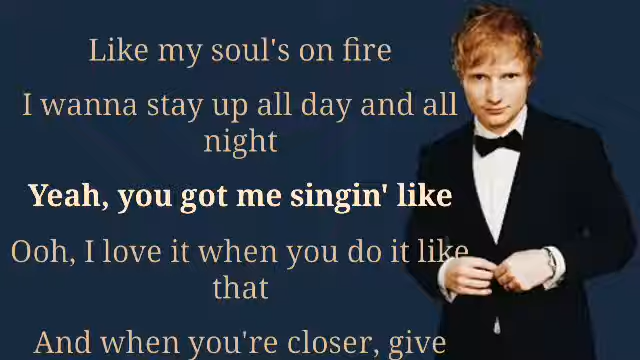 Like my soul's on fire
I wanna stay up all day and all
night
Yeah, you got me singin' like
Ooh, I love it when you do it like
that
And when you're closer, give